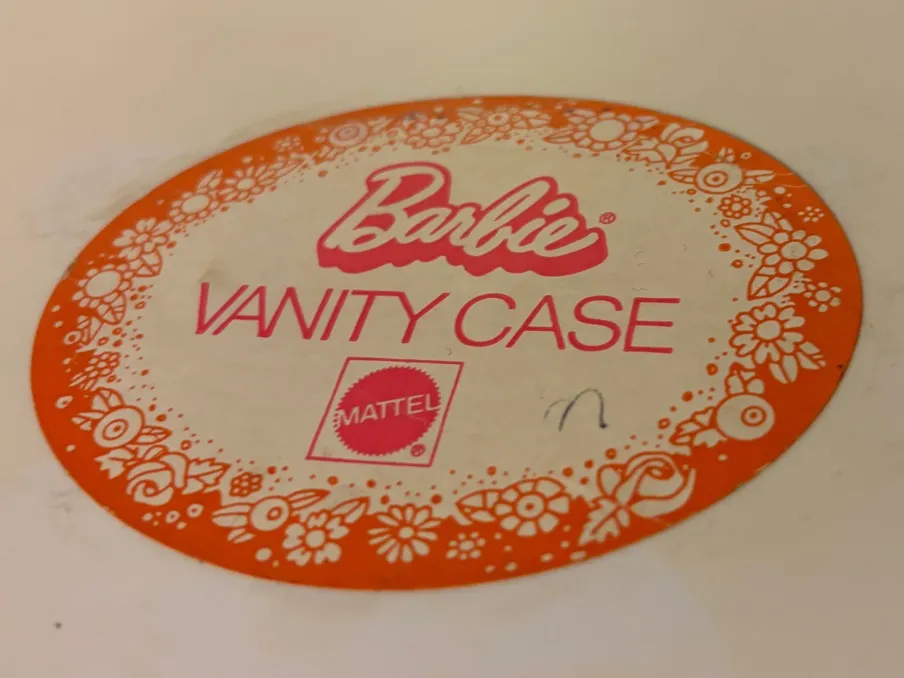 Barbie®
VANITY CASE
MATTEL®
n